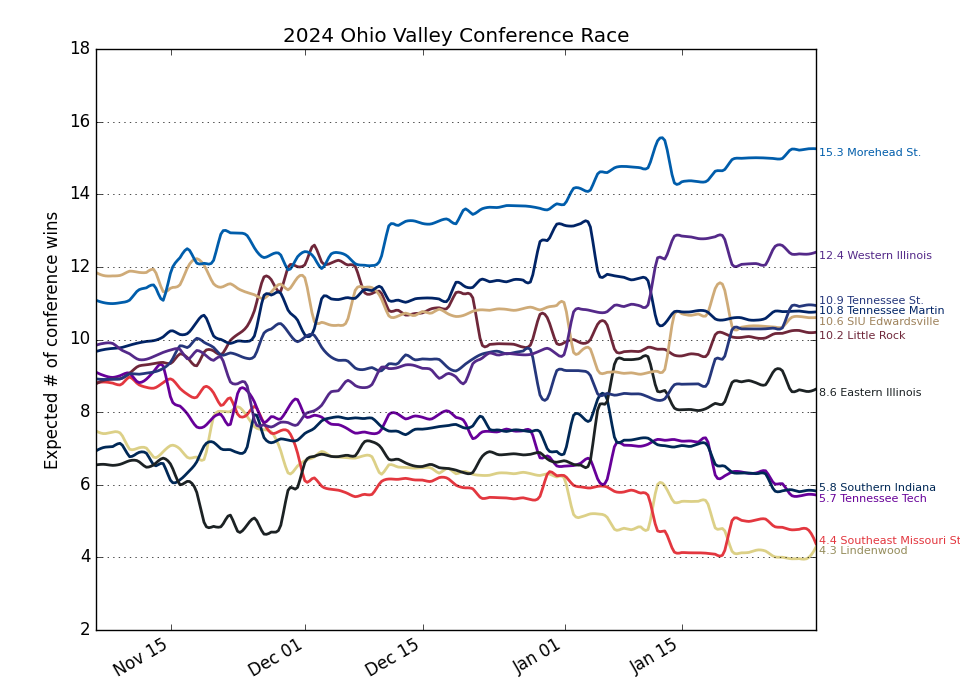 2024 Ohio Valley Conference Race
Expected # of conference wins
18
16
14
12
10
8
6
4
2
Nov 15
Dec 01
Dec 15
Jan 01
Jan 15
15.3 Morehead St.
12.4 Western Illinois
10.9 Tennessee St.
10.8 Tennessee Martin
10.6 SIU Edwardsville
10.2 Little Rock
8.6 Eastern Illinois
5.8 Southern Indiana
5.7 Tennessee Tech
4.4 Southeast Missouri St
4.3 Lindenwood